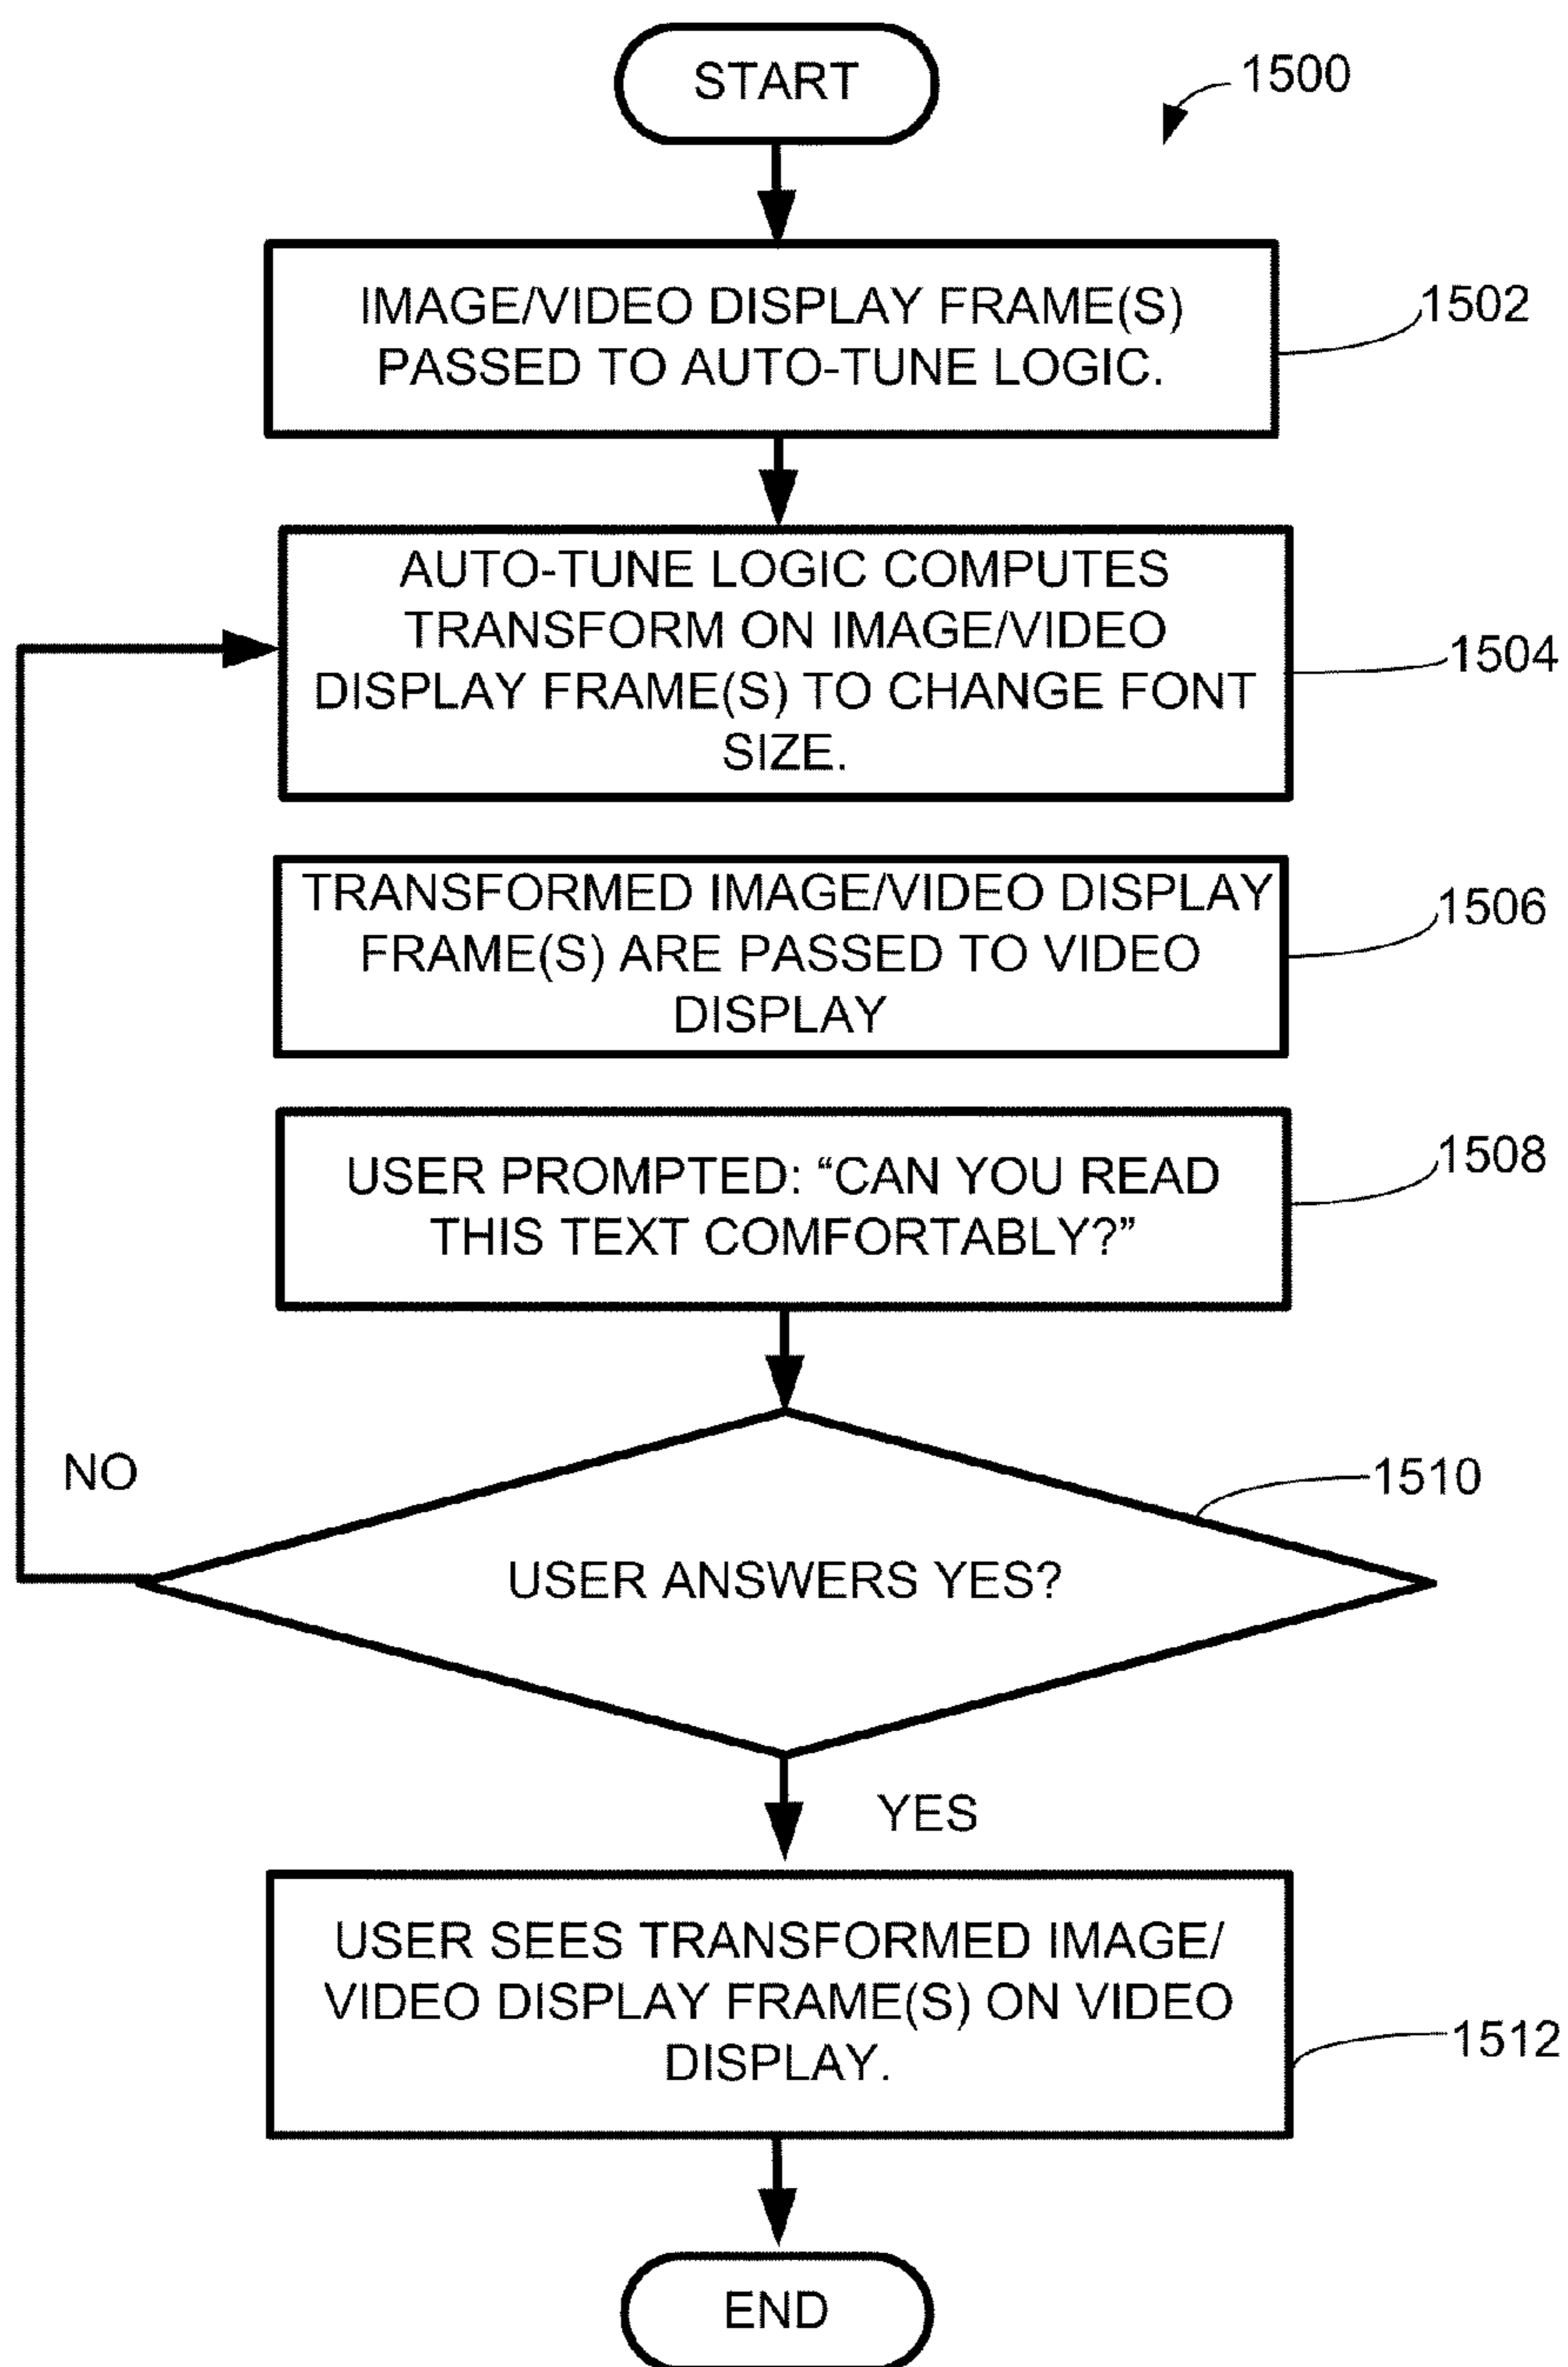 START
1500
IMAGE/VIDEO DISPLAY FRAME(S)
PASSED TO AUTO-TUNE LOGIC.
1502
AUTO-TUNE LOGIC COMPUTES
TRANSFORM ON IMAGE/VIDEO
DISPLAY FRAME(S) TO CHANGE FONT
SIZE.
1504
TRANSFORMED IMAGE/VIDEO DISPLAY
FRAME(S) ARE PASSED TO VIDEO
DISPLAY
1506
USER PROMPTED: “CAN YOU READ
THIS TEXT COMFORTABLY?”
1508
NO
1510
USER ANSWERS YES?
YES
USER SEES TRANSFORMED IMAGE/
VIDEO DISPLAY FRAME(S) ON VIDEO
DISPLAY.
1512
END